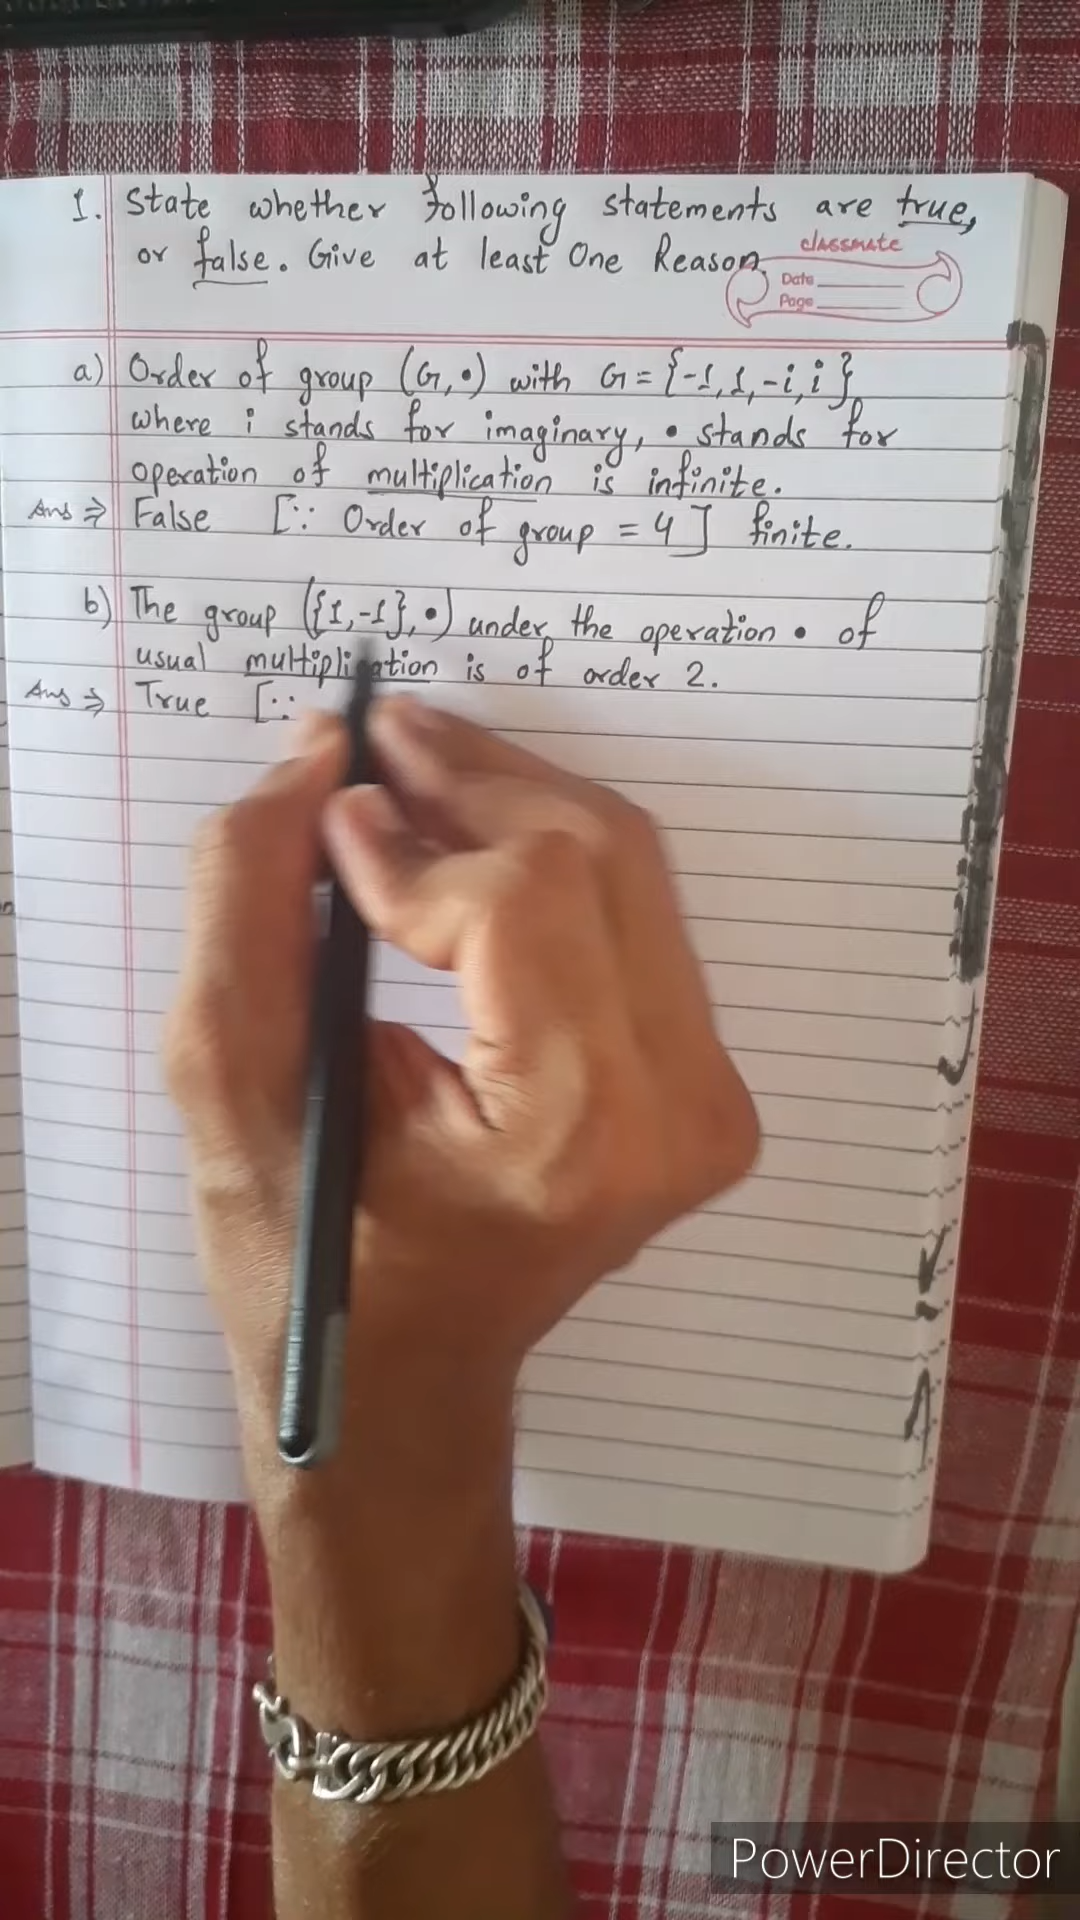 1. State whether following statements are true,
or false. Give at least One Reason.
classmate
Date
Page
a) Order of group (G, •) with G = {-1, 1, -i, i}
where i stands for imaginary, • stands for
operation of multiplication is infinite.
Ans ⇒ False [∵ Order of group = 4] finite.
b) The group ({1, -1}, •) under the operation • of
usual multiplication is of order 2.
Ans ⇒ True [∵
PowerDirector